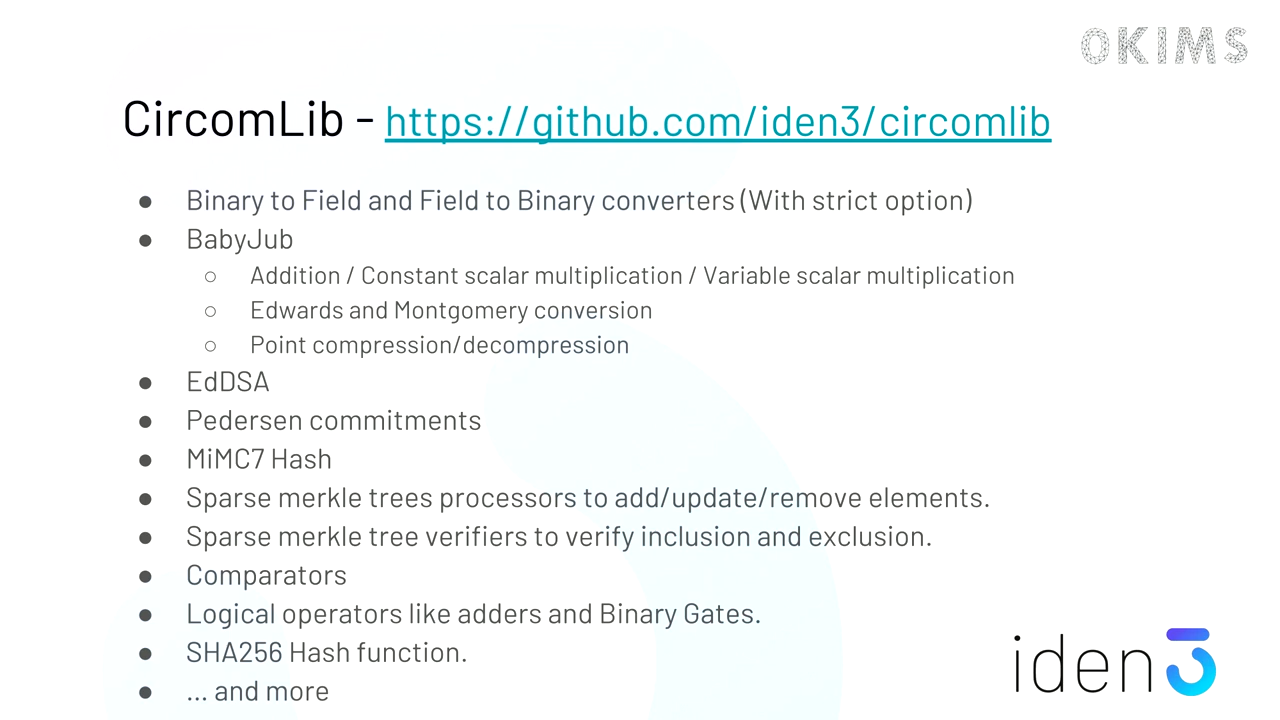 OKIMS
CircomLib - https://github.com/iden3/circomlib
● Binary to Field and Field to Binary converters (With strict option)
● BabyJub
○ Addition / Constant scalar multiplication / Variable scalar multiplication
○ Edwards and Montgomery conversion
○ Point compression/decompression
● EdDSA
● Pedersen commitments
● MiMC7 Hash
● Sparse merkle trees processors to add/update/remove elements.
● Sparse merkle tree verifiers to verify inclusion and exclusion.
● Comparators
● Logical operators like adders and Binary Gates.
● SHA256 Hash function.
● ... and more
iden3